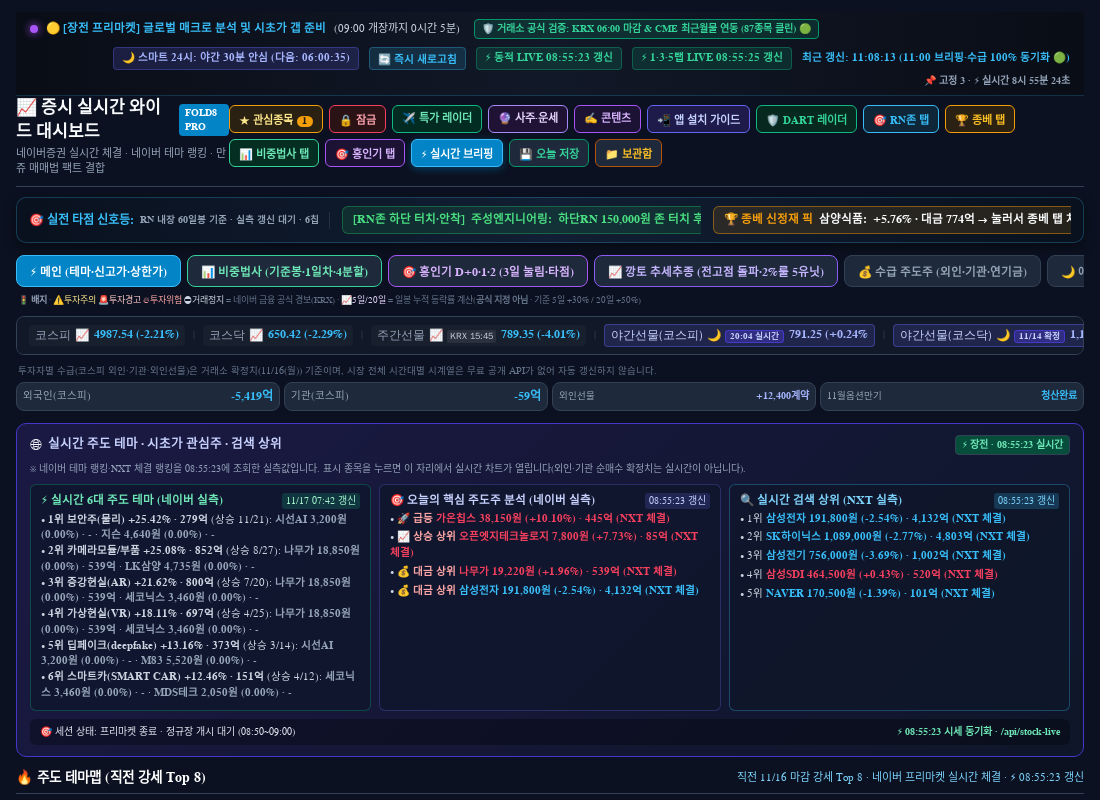 🟡 [장전 프리마켓] 글로벌 매크로 분석 및 시초가 갭 준비 (09:00 개장까지 0시간 5분) 🛡️ 거래소 공식 검증: KRX 06:00 마감 & CME 최근월물 연동 (87종목 클린) 🟢
🌙 스마트 24시: 야간 30분 안심 (다음: 06:00:35) 🔄 즉시 새로고침 ⚡ 동적 LIVE 08:55:23 갱신 ⚡ 1·3·5탭 LIVE 08:55:25 갱신 최근 갱신: 11:08:13 (11:00 브리핑·수급 100% 동기화 🟢)
📌 고정 3 · ⚡ 실시간 8시 55분 24초
📈 증시 실시간 와이드 대시보드
FOLD8 PRO
네이버증권 실시간 체결 · 네이버 테마 랭킹 · 만쥬 매매법 팩트 결합
★ 관심종목 1 🔒 잠금 ✈️ 특가 레이더 🔮 사주·운세 ✍️ 콘텐츠 📲 앱 설치 가이드 🛡️ DART 레이더 🎯 RN존 탭 🏆 종베 탭
📊 비중법사 탭 🎯 홍인기 탭 ⚡ 실시간 브리핑 💾 오늘 저장 📁 보관함
🎯 실전 타점 신호등: RN 내장 60일봉 기준 · 실측 갱신 대기 · 6칩 [RN존 하단 터치·안착] 주성엔지니어링: 하단RN 150,000원 존 터치 후 🏆 종베 신정재 픽 삼양식품: +5.76% · 대금 774억 → 눌러서 종베 탭
⚡ 메인 (테마·신고가·상한가) 📊 비중법사 (기준봉·1일차·4분할) 🎯 홍인기 D+0·1·2 (3일 눌림·타점) 📈 깡토 추세추종 (전고점 돌파·2%룰 5유닛) 💰 수급 주도주 (외인·기관·연기금) 🌙
🚦 배지 · ⚠️투자주의 🚨투자경고 ⛔투자위험 ⛔거래정지 = 네이버 금융 공식 경보(KRX) · 📈5일/20일 = 일봉 누적 등락률 계산(공식 지정 아님 · 기준 5일 +30% / 20일 +50%)
코스피 📈 4987.54 (-2.21%) | 코스닥 📈 650.42 (-2.29%) | 주간선물 📈 KRX 15:45 789.35 (-4.01%) | 야간선물(코스피) 🌙 20:04 실시간 791.25 (+0.24% | 야간선물(코스닥) 🌙 11/14 확정
투자자별 수급(코스피 외인·기관·외인선물)은 거래소 확정치(11/16(월)) 기준이며, 시장 전체 시간대별 시계열은 무료 공개 API가 없어 자동 갱신하지 않습니다.
외국인(코스피) -5,419억 기관(코스피) -59억 외인선물 +12,400계약 11월옵션만기 청산완료
🌐 실시간 주도 테마 · 시초가 관심주 · 검색 상위 ⚡ 장전 · 08:55:23 실시간
※ 네이버 테마 랭킹·NXT 체결 랭킹을 08:55:23에 조회한 실측값입니다. 표시 종목을 누르면 이 자리에서 실시간 차트가 열립니다(외인·기관 순매수 확정치는 실시간이 아닙니다).
⚡ 실시간 6대 주도 테마 (네이버 실측) 11/17 07:42 갱신
• 1위 보안주(물리) +25.42% · 279억 (상승 11/21): 시선AI 3,200원
(0.00%) · - · 지슨 4,640원 (0.00%) · -
• 2위 카메라모듈/부품 +25.08% · 852억 (상승 8/27): 나무가 18,850원
(0.00%) · 539억 · LK삼양 4,735원 (0.00%) · -
• 3위 증강현실(AR) +21.62% · 800억 (상승 7/20): 나무가 18,850원
(0.00%) · 539억 · 세코닉스 3,460원 (0.00%) · -
• 4위 가상현실(VR) +18.11% · 697억 (상승 4/25): 나무가 18,850원
(0.00%) · 539억 · 세코닉스 3,460원 (0.00%) · -
• 5위 딥페이크(deepfake) +13.16% · 373억 (상승 3/14): 시선AI
3,200원 (0.00%) · - · M83 5,520원 (0.00%) · -
• 6위 스마트카(SMART CAR) +12.46% · 151억 (상승 4/12): 세코닉
스 3,460원 (0.00%) · - · MDS테크 2,050원 (0.00%) · -
🎯 오늘의 핵심 주도주 분석 (네이버 실측) 08:55:23 갱신
• 🚀 급등 가온칩스 38,150원 (+10.10%) · 445억 (NXT 체결)
• 📈 상승 상위 오픈엣지테크놀로지 7,800원 (+7.73%) · 85억 (NXT
체결)
• 💰 대금 상위 나무가 19,220원 (+1.96%) · 539억 (NXT 체결)
• 💰 대금 상위 삼성전자 191,800원 (-2.54%) · 4,132억 (NXT 체결)
🔍 실시간 검색 상위 (NXT 실측) 08:55:23 갱신
• 1위 삼성전자 191,800원 (-2.54%) · 4,132억 (NXT 체결)
• 2위 SK하이닉스 1,089,000원 (-2.77%) · 4,803억 (NXT 체결)
• 3위 삼성전기 756,000원 (-3.69%) · 1,002억 (NXT 체결)
• 4위 삼성SDI 464,500원 (+0.43%) · 520억 (NXT 체결)
• 5위 NAVER 170,500원 (-1.39%) · 101억 (NXT 체결)
🎯 세션 상태: 프리마켓 종료 · 정규장 개시 대기 (08:50~09:00) ⚡ 08:55:23 시세 동기화 · /api/stock-live
🔥 주도 테마맵 (직전 강세 Top 8) 직전 11/16 마감 강세 Top 8 · 네이버 프리마켓 실시간 체결 · ⚡ 08:55:23 갱신